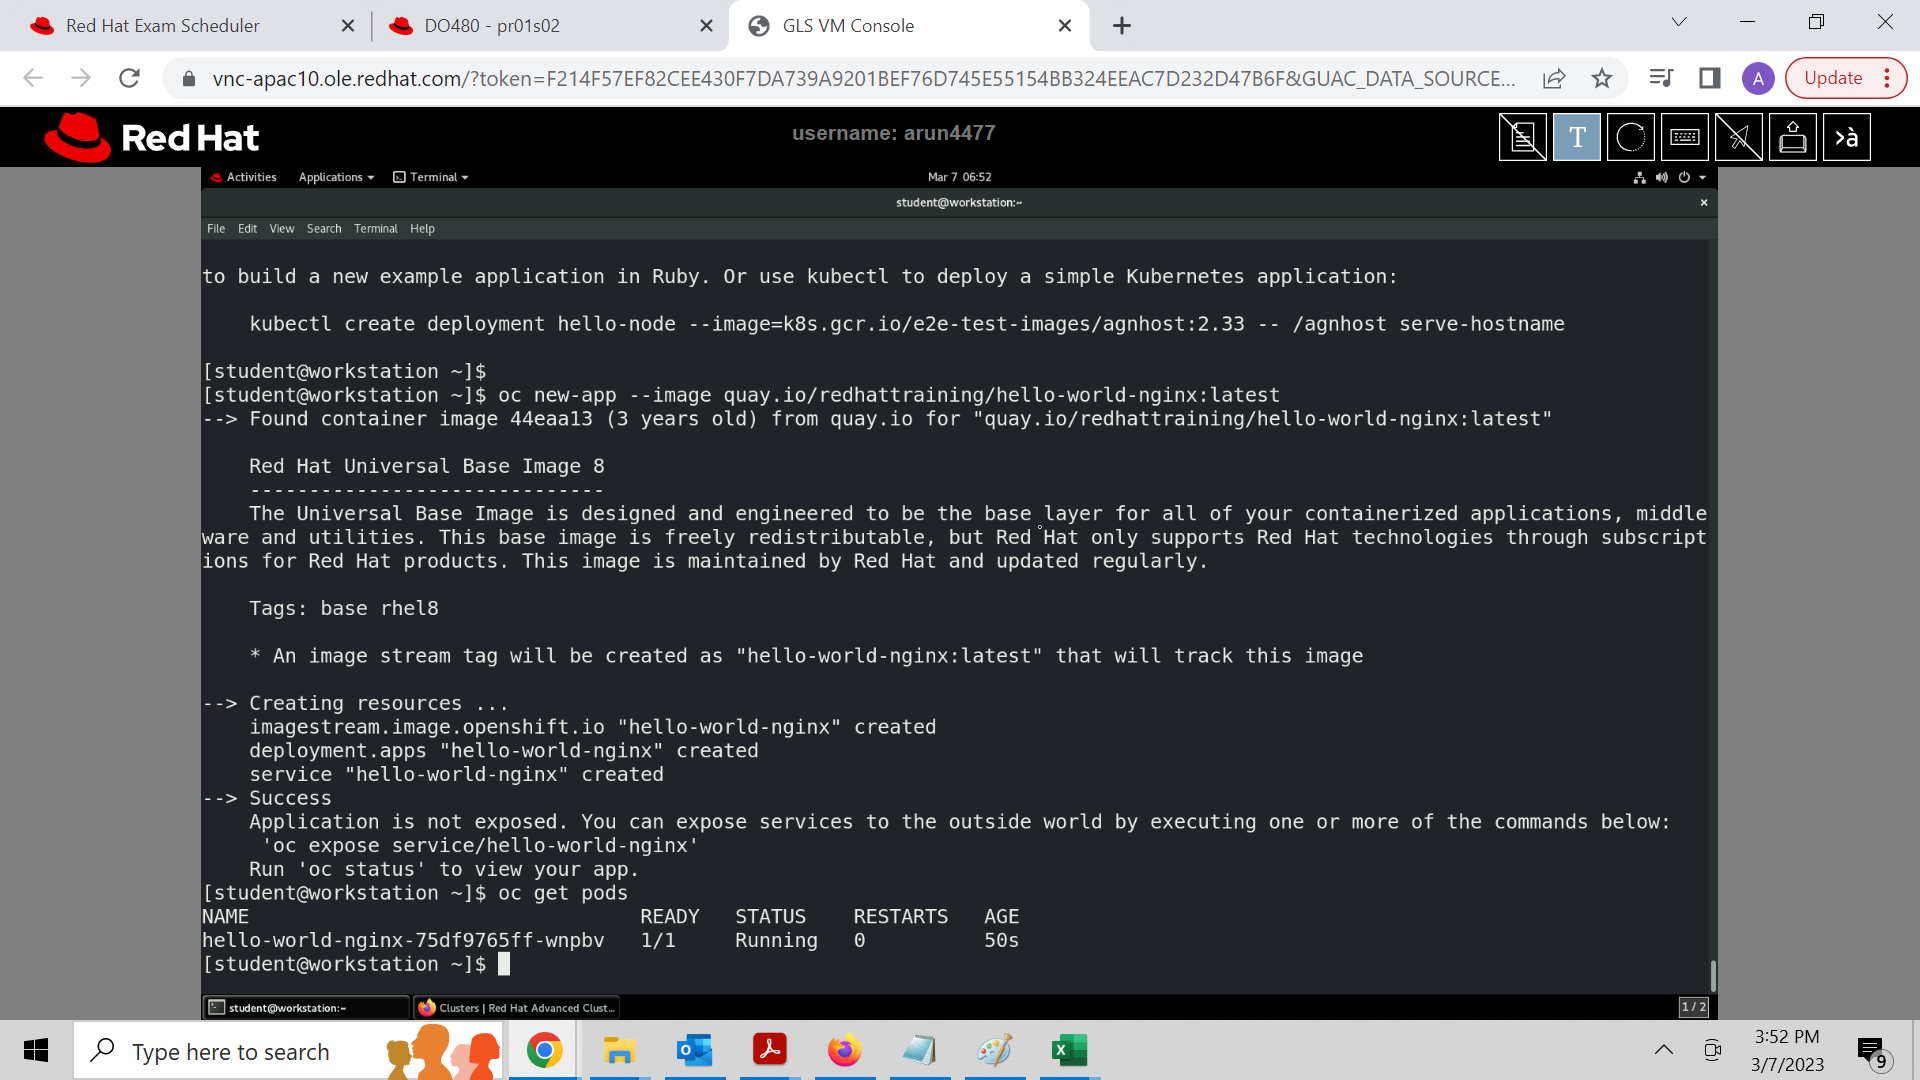 Red Hat Exam Scheduler
DO480 - pr01s02
GLS VM Console
vnc-apac10.ole.redhat.com/?token=F214F57EF82CEE430F7DA739A9201BEF76D745E55154BB324EEAC7D232D47B6F&GUAC_DATA_SOURCE...
A
Update
Red Hat
username: arun4477
T
>à
Activities
Applications
Terminal
Mar 7 06:52
student@workstation:~
File Edit View Search Terminal Help
to build a new example application in Ruby. Or use kubectl to deploy a simple Kubernetes application:
kubectl create deployment hello-node --image=k8s.gcr.io/e2e-test-images/agnhost:2.33 -- /agnhost serve-hostname
[student@workstation ~]$
[student@workstation ~]$ oc new-app --image quay.io/redhattraining/hello-world-nginx:latest
--> Found container image 44eaa13 (3 years old) from quay.io for "quay.io/redhattraining/hello-world-nginx:latest"
Red Hat Universal Base Image 8
------------------------------
The Universal Base Image is designed and engineered to be the base layer for all of your containerized applications, middle
ware and utilities. This base image is freely redistributable, but Red Hat only supports Red Hat technologies through subscript
ions for Red Hat products. This image is maintained by Red Hat and updated regularly.
Tags: base rhel8
* An image stream tag will be created as "hello-world-nginx:latest" that will track this image
--> Creating resources ...
imagestream.image.openshift.io "hello-world-nginx" created
deployment.apps "hello-world-nginx" created
service "hello-world-nginx" created
--> Success
Application is not exposed. You can expose services to the outside world by executing one or more of the commands below:
'oc expose service/hello-world-nginx'
Run 'oc status' to view your app.
[student@workstation ~]$ oc get pods
NAME READY STATUS RESTARTS AGE
hello-world-nginx-75df9765ff-wnpbv 1/1 Running 0 50s
[student@workstation ~]$
student@workstation:~
Clusters | Red Hat Advanced Clust...
1 / 2
Type here to search
3:52 PM
3/7/2023
9